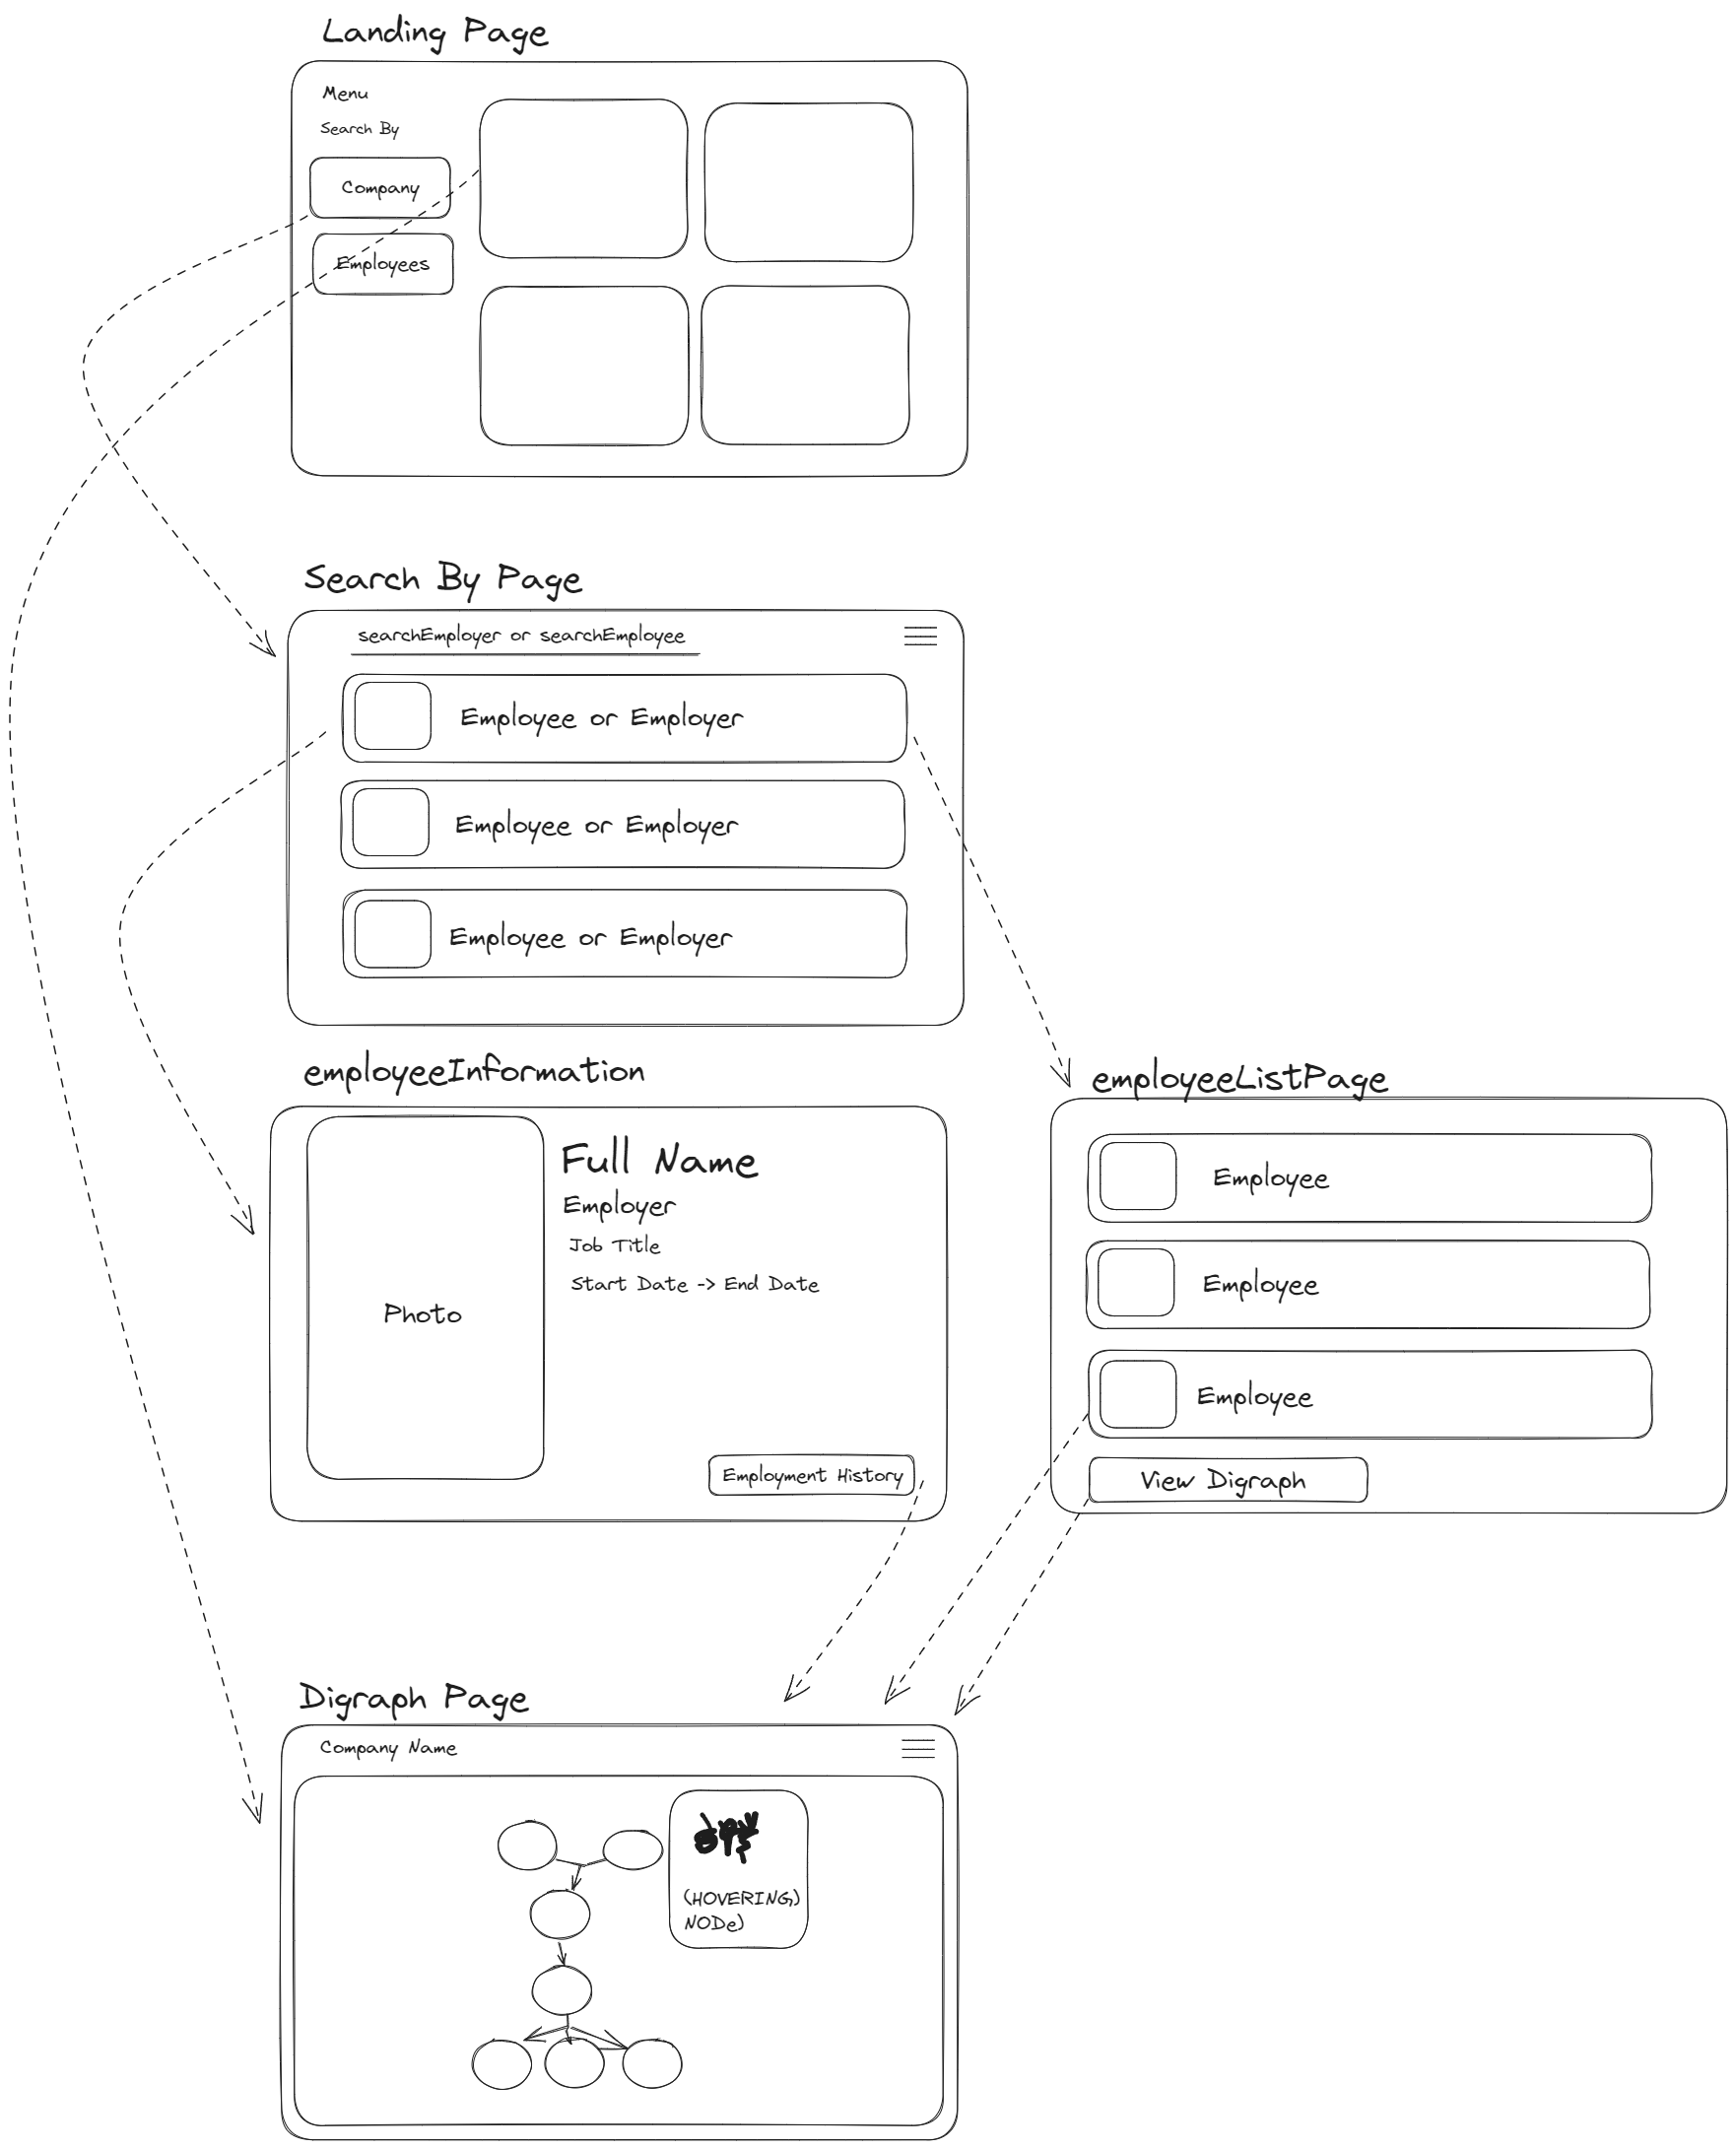 Landing Page
Menu
Search By
Company
Employees
Search By Page
searchEmployer or searchEmployee
Employee or Employer
Employee or Employer
Employee or Employer
employeeInformation
Photo
Full Name
Employer
Job Title
Start Date -> End Date
Employment History
employeeListPage
Employee
Employee
Employee
View Digraph
Digraph Page
Company Name
(HOVERING)
NODe)